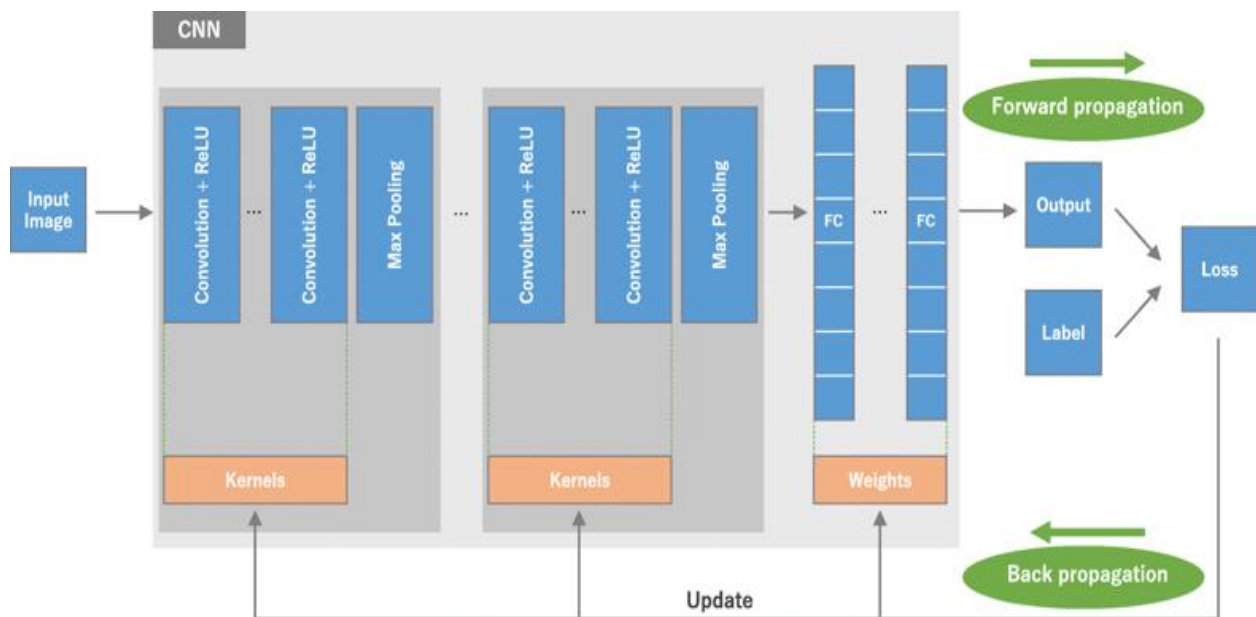 CNN
Forward propagation
Input
Image
Convolution + ReLU
...
Convolution + ReLU
Max Pooling
...
Convolution + ReLU
...
Convolution + ReLU
Max Pooling
FC
...
FC
Output
Label
Loss
Kernels
Kernels
Weights
Back propagation
Update